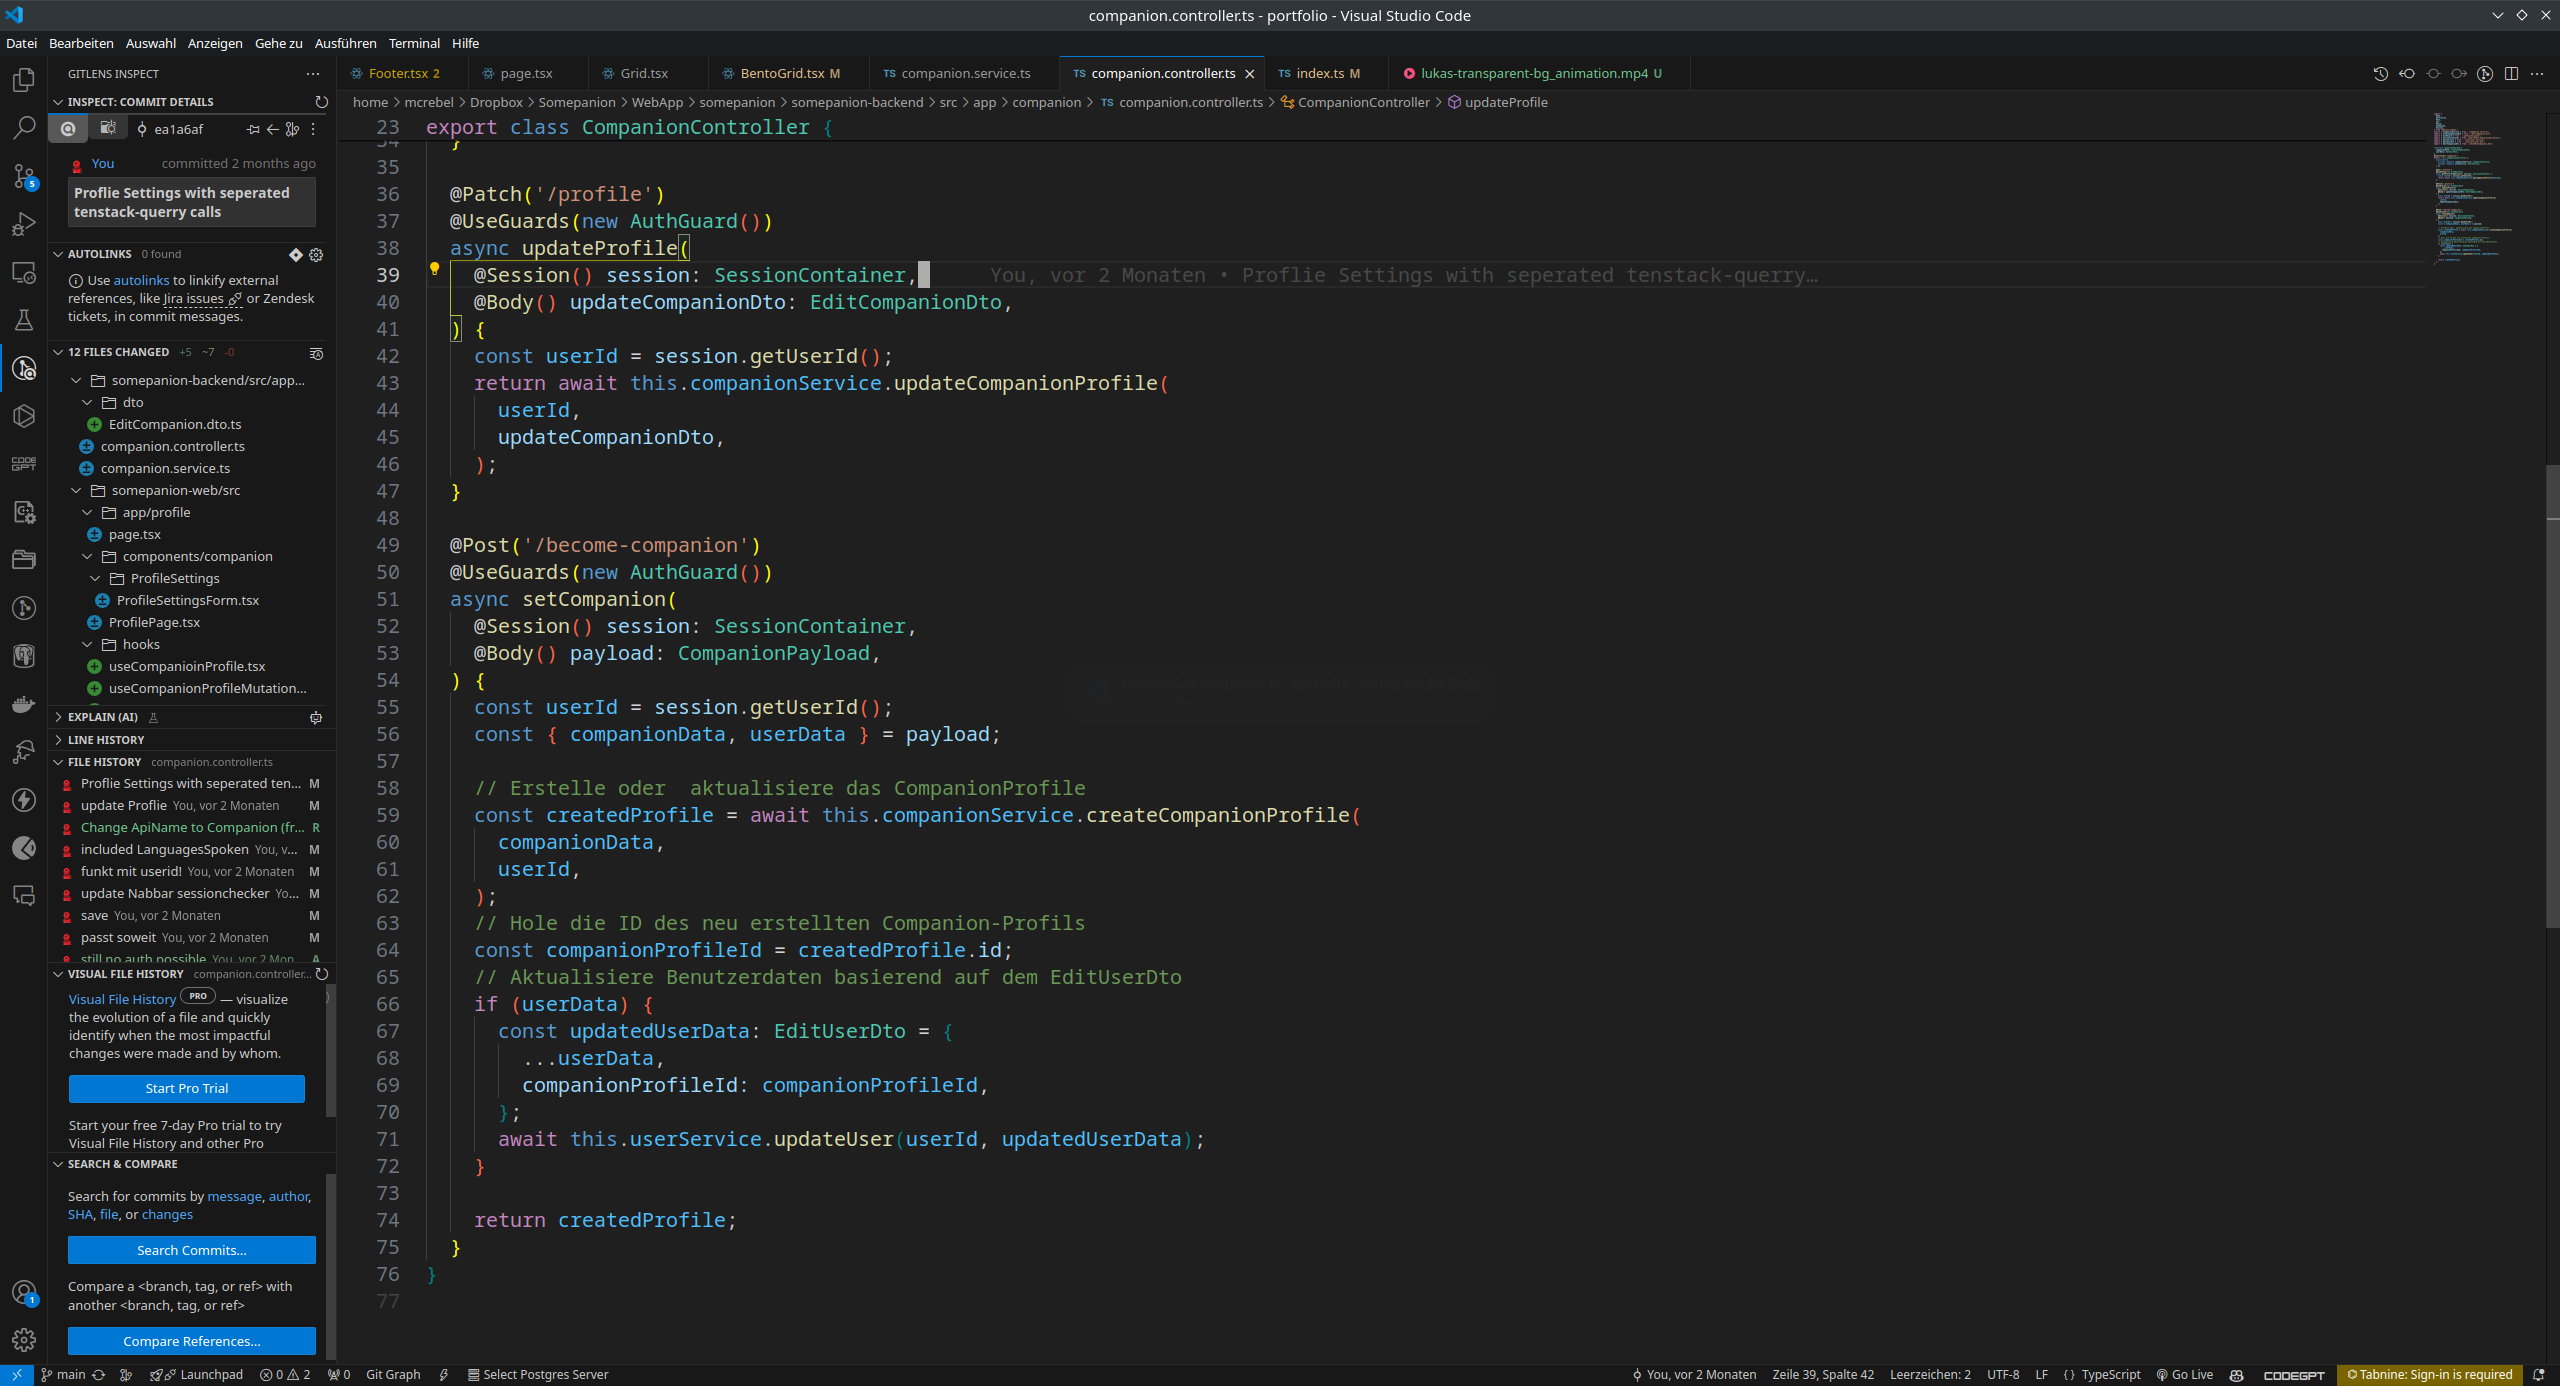 companion.controller.ts - portfolio - Visual Studio Code
Datei Bearbeiten Auswahl Anzeigen Gehe zu Ausführen Terminal Hilfe
GITLENS INSPECT
INSPECT: COMMIT DETAILS
ea1a6af
You committed 2 months ago
Proflie Settings with seperated
tenstack-querry calls
AUTOLINKS 0 found
Use autolinks to linkify external
references, like Jira issues or Zendesk
tickets, in commit messages.
12 FILES CHANGED +5 ~7 -0
somepanion-backend/src/app...
dto
EditCompanion.dto.ts
companion.controller.ts
companion.service.ts
somepanion-web/src
app/profile
page.tsx
components/companion
ProfileSettings
ProfileSettingsForm.tsx
ProfilePage.tsx
hooks
useCompanioinProfile.tsx
useCompanionProfileMutation...
EXPLAIN (AI)
LINE HISTORY
FILE HISTORY companion.controller.ts
Proflie Settings with seperated ten... M
update Proflie You, vor 2 Monaten M
Change ApiName to Companion (fr... R
included LanguagesSpoken You, v... M
funkt mit userid! You, vor 2 Monaten M
update Nabbar sessionchecker Yo... M
save You, vor 2 Monaten M
passt soweit You, vor 2 Monaten M
still no auth possible You, vor 2 Mon... A
VISUAL FILE HISTORY companion.controller...
Visual File History PRO — visualize
the evolution of a file and quickly
identify when the most impactful
changes were made and by whom.
Start Pro Trial
Start your free 7-day Pro trial to try
Visual File History and other Pro
SEARCH & COMPARE
Search for commits by message, author,
SHA, file, or changes
Search Commits...
Compare a <branch, tag, or ref> with
another <branch, tag, or ref>
Compare References...
Footer.tsx 2 page.tsx Grid.tsx BentoGrid.tsx M TS companion.service.ts TS companion.controller.ts TS index.ts M lukas-transparent-bg_animation.mp4 U
home > mcrebel > Dropbox > Somepanion > WebApp > somepanion > somepanion-backend > src > app > companion > TS companion.controller.ts > CompanionController > updateProfile
23 export class CompanionController {
34 }
35
36 @Patch('/profile')
37 @UseGuards(new AuthGuard())
38 async updateProfile(
39 @Session() session: SessionContainer, You, vor 2 Monaten • Proflie Settings with seperated tenstack-querry…
40 @Body() updateCompanionDto: EditCompanionDto,
41 ) {
42 const userId = session.getUserId();
43 return await this.companionService.updateCompanionProfile(
44 userId,
45 updateCompanionDto,
46 );
47 }
48
49 @Post('/become-companion')
50 @UseGuards(new AuthGuard())
51 async setCompanion(
52 @Session() session: SessionContainer,
53 @Body() payload: CompanionPayload,
54 ) {
55 const userId = session.getUserId();
56 const { companionData, userData } = payload;
57
58 // Erstelle oder  aktualisiere das CompanionProfile
59 const createdProfile = await this.companionService.createCompanionProfile(
60 companionData,
61 userId,
62 );
63 // Hole die ID des neu erstellten Companion-Profils
64 const companionProfileId = createdProfile.id;
65 // Aktualisiere Benutzerdaten basierend auf dem EditUserDto
66 if (userData) {
67 const updatedUserData: EditUserDto = {
68 ...userData,
69 companionProfileId: companionProfileId,
70 };
71 await this.userService.updateUser(userId, updatedUserData);
72 }
73
74 return createdProfile;
75 }
76 }
77
5
1
main Launchpad 0 2 0 Git Graph Select Postgres Server You, vor 2 Monaten Zeile 39, Spalte 42 Leerzeichen: 2 UTF-8 LF {} TypeScript Go Live CODEGPT Tabnine: Sign-in is required